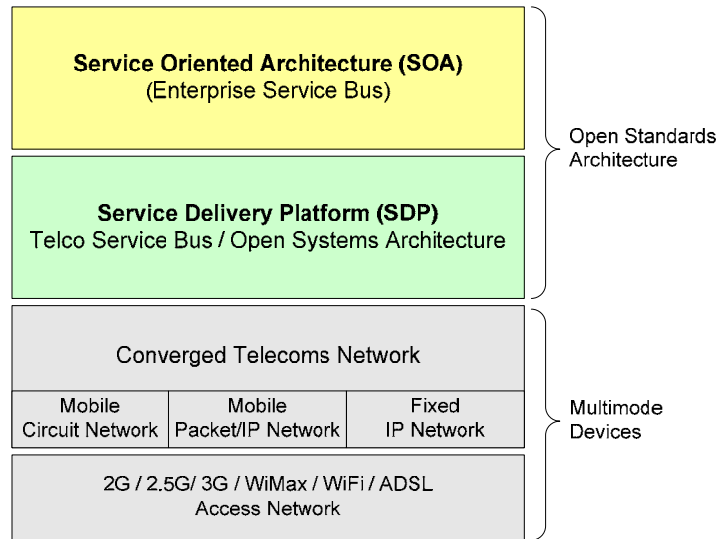 Service Oriented Architecture (SOA)
(Enterprise Service Bus)
Open Standards
Architecture
Service Delivery Platform (SDP)
Telco Service Bus / Open Systems Architecture
Converged Telecoms Network
Mobile
Circuit Network
Mobile
Packet/IP Network
Fixed
IP Network
Multimode
Devices
2G / 2.5G/ 3G / WiMax / WiFi / ADSL
Access Network